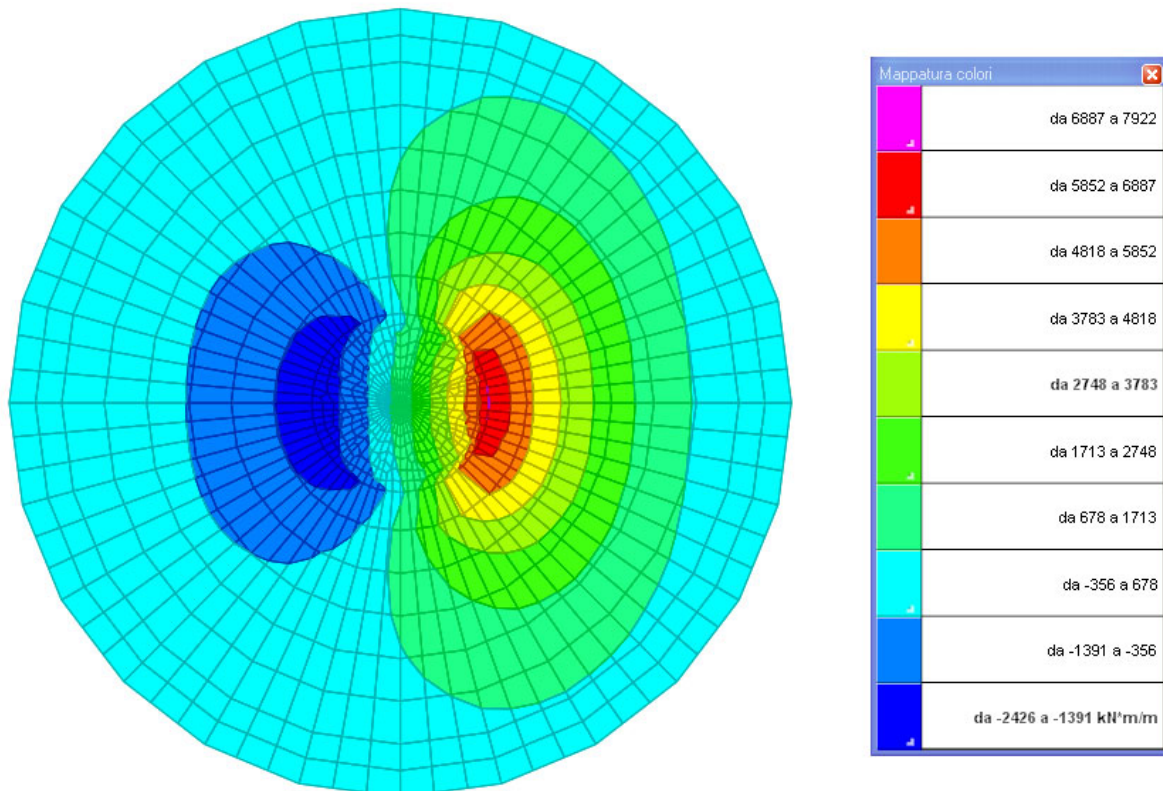 Mappatura colori
da 6887 a 7922
da 5852 a 6887
da 4818 a 5852
da 3783 a 4818
da 2748 a 3783
da 1713 a 2748
da 678 a 1713
da -356 a 678
da -1391 a -356
da -2426 a -1391 kN*m/m